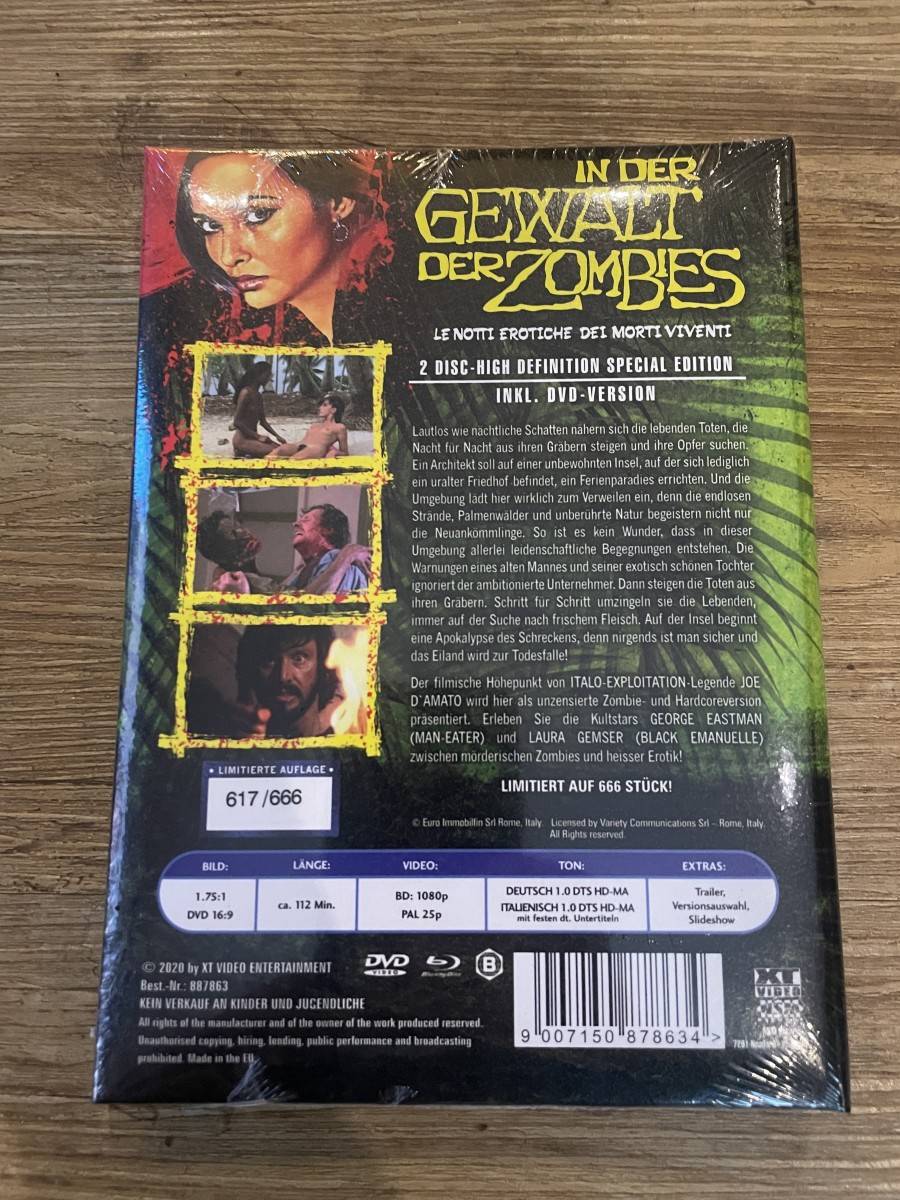 IN DER
GEWALT
DER ZOMBIES
LE NOTTI EROTICHE DEI MORTI VIVENTI
2 DISC-HIGH DEFINITION SPECIAL EDITION
INKL. DVD-VERSION
Lautlos wie nächtliche Schatten nähern sich die lebenden Toten, die
Nacht für Nacht aus ihren Gräbern steigen und ihre Opfer suchen.
Ein Architekt soll auf einer unbewohnten Insel, auf der sich lediglich
ein uralter Friedhof befindet, ein Ferienparadies errichten. Und die
Umgebung lädt hier wirklich zum Verweilen ein, denn die endlosen
Strände, Palmenwälder und unberührte Natur begeistern nicht nur
die Neuankömmlinge. So ist es kein Wunder, dass in dieser
Umgebung allerlei leidenschaftliche Begegnungen entstehen. Die
Warnungen eines alten Mannes und seiner exotisch schönen Tochter
ignoriert der ambitionierte Unternehmer. Dann steigen die Toten aus
ihren Gräbern. Schritt für Schritt umzingeln sie die Lebenden,
immer auf der Suche nach frischem Fleisch. Auf der Insel beginnt
eine Apokalypse des Schreckens, denn nirgends ist man sicher und
das Eiland wird zur Todesfalle!
Der filmische Höhepunkt von ITALO-EXPLOITATION-Legende JOE
D`AMATO wird hier als unzensierte Zombie- und Hardcoreversion
präsentiert. Erleben Sie die Kultstars GEORGE EASTMAN
(MAN-EATER) und LAURA GEMSER (BLACK EMANUELLE)
zwischen mörderischen Zombies und heisser Erotik!
LIMITIERT AUF 666 STÜCK!
• LIMITIERTE AUFLAGE •
617/666
© Euro Immobilfin Srl Rome, Italy. Licensed by Variety Communications Srl – Rome, Italy.
All Rights reserved.
BILD: LÄNGE: VIDEO: TON: EXTRAS:
1.75:1
DVD 16:9
ca. 112 Min.
BD: 1080p
PAL 25p
DEUTSCH 1.0 DTS HD-MA
ITALIENISCH 1.0 DTS HD-MA
mit festen dt. Untertiteln
Trailer,
Versionsauswahl,
Slideshow
© 2020 by XT VIDEO ENTERTAINMENT
Best.-Nr.: 887863
KEIN VERKAUF AN KINDER UND JUGENDLICHE
All rights of the manufacturer and of the owner of the work produced reserved.
Unauthorised copying, hiring, lending, public performance and broadcasting
prohibited. Made in the EU.
DVD
VIDEO
Blu-ray Disc
B
9 007150 878634 >
XT
VIDEO